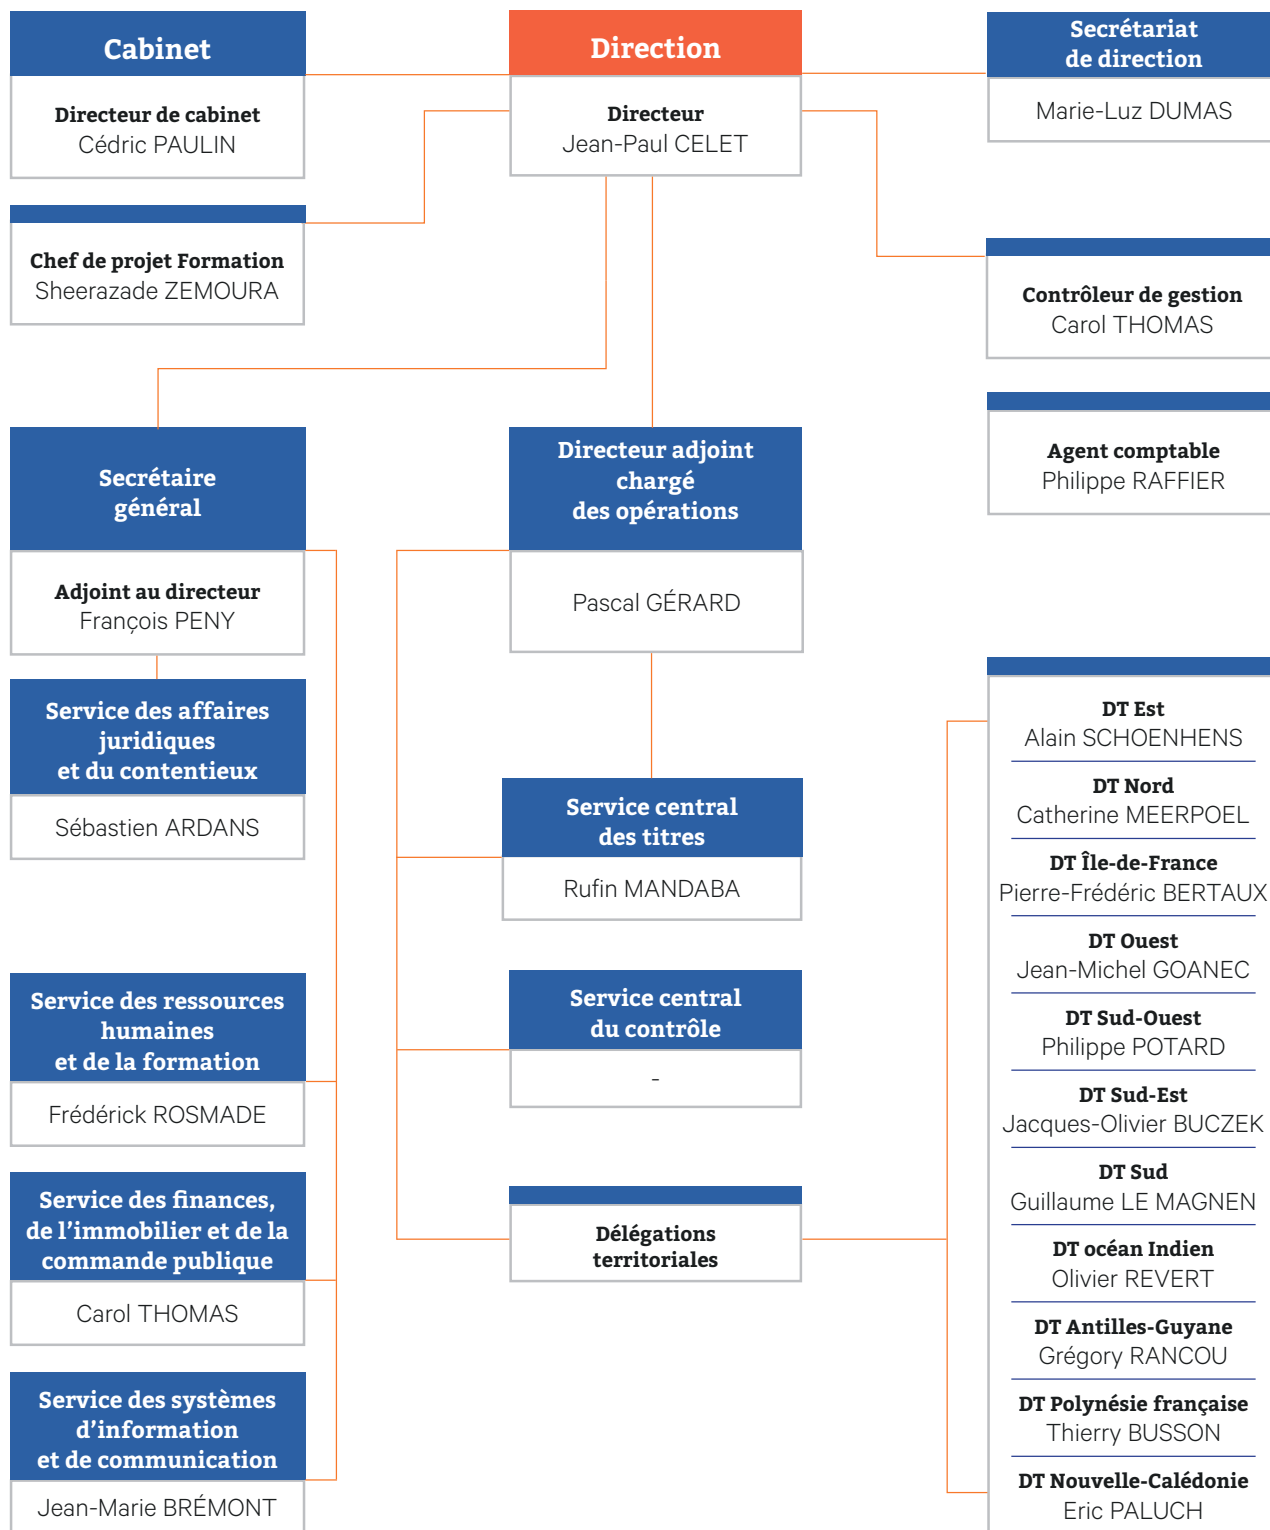 Cabinet
Directeur de cabinet
Cédric PAULIN
Direction
Directeur
Jean-Paul CELET
Secrétariat
de direction
Marie-Luz DUMAS
Chef de projet Formation
Sheerazade ZEMOURA
Contrôleur de gestion
Carol THOMAS
Agent comptable
Philippe RAFFIER
Secrétaire
général
Adjoint au directeur
François PENY
Directeur adjoint
chargé
des opérations
Pascal GÉRARD
Service des affaires
juridiques
et du contentieux
Sébastien ARDANS
Service des ressources
humaines
et de la formation
Frédérick ROSMADE
Service des finances,
de l'immobilier et de la
commande publique
Carol THOMAS
Service des systèmes
d'information
et de communication
Jean-Marie BRÉMONT
Service central
des titres
Rufin MANDABA
Service central
du contrôle
-
Délégations
territoriales
DT Est
Alain SCHOENHENS
DT Nord
Catherine MEERPOEL
DT Île-de-France
Pierre-Frédéric BERTAUX
DT Ouest
Jean-Michel GOANEC
DT Sud-Ouest
Philippe POTARD
DT Sud-Est
Jacques-Olivier BUCZEK
DT Sud
Guillaume LE MAGNEN
DT océan Indien
Olivier REVERT
DT Antilles-Guyane
Grégory RANCOU
DT Polynésie française
Thierry BUSSON
DT Nouvelle-Calédonie
Eric PALUCH